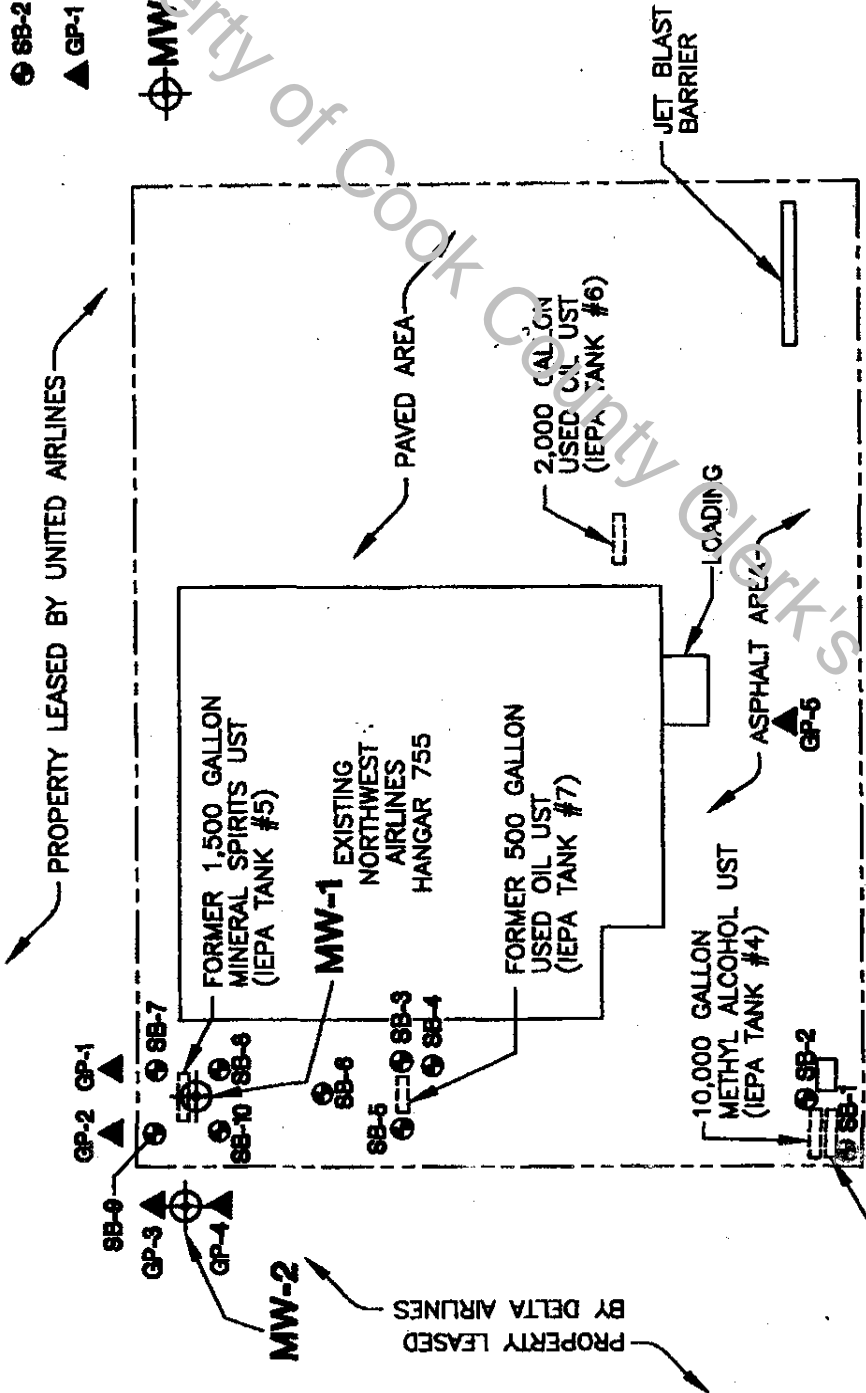 SB-2
GP-1
MW
erty of Cook County Clerk's
PROPERTY LEASED BY UNITED AIRLINES
JET BLAST
BARRIER
PAVED AREA
2,000 GALLON
USED OIL UST
(IEPA TANK #6)
LOADING
ASPHALT AREA
GP-5
FORMER 1,500 GALLON
MINERAL SPIRITS UST
(IEPA TANK #5)
MW-1
EXISTING
NORTHWEST
AIRLINES
HANGAR 755
FORMER 500 GALLON
USED OIL UST
(IEPA TANK #7)
10,000 GALLON
METHYL ALCOHOL UST
(IEPA TANK #4)
GP-2
GP-1
SB-7
SB-9
SB-8
SB-10
GP-3
GP-4
MW-2
SB-6
SB-3
SB-5
SB-4
SB-2
SB-1
PROPERTY LEASED
BY DELTA AIRLINES